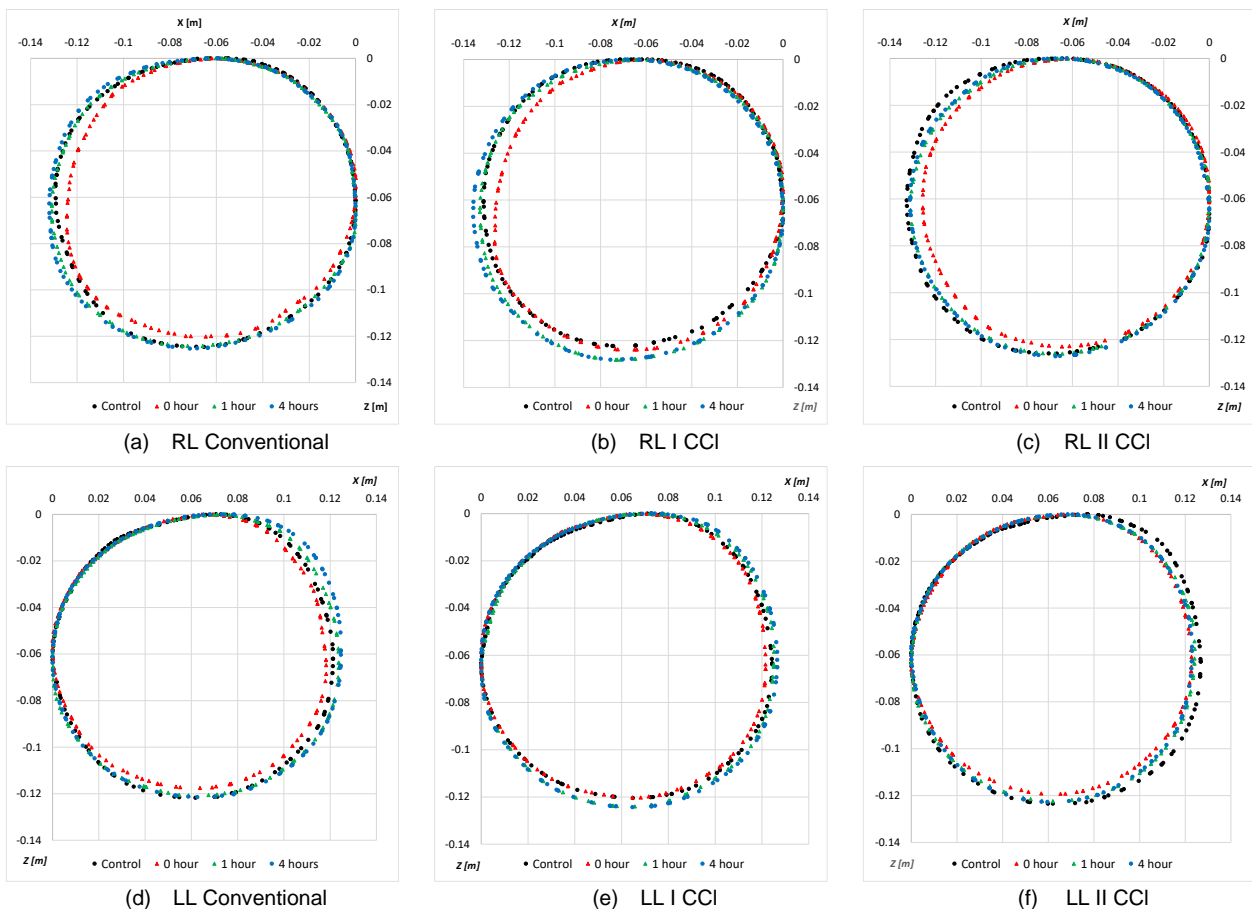 X [m]
-0.14 -0.12 -0.1 -0.08 -0.06 -0.04 -0.02 0
0
-0.02
-0.04
-0.06
-0.08
-0.1
-0.12
-0.14
Control 0 hour 1 hour 4 hours Z [m]
(a) RL Conventional
X [m]
-0.14 -0.12 -0.1 -0.08 -0.06 -0.04 -0.02 0
0
-0.02
-0.04
-0.06
-0.08
-0.1
-0.12
-0.14
Control 0 hour 1 hour 4 hours Z [m]
(b) RL I CCl
X [m]
-0.14 -0.12 -0.1 -0.08 -0.06 -0.04 -0.02 0
0
-0.02
-0.04
-0.06
-0.08
-0.1
-0.12
-0.14
Control 0 hour 1 hour 4 hours Z [m]
(c) RL II CCl
X [m]
0 0.02 0.04 0.06 0.08 0.1 0.12 0.14
0
-0.02
-0.04
-0.06
-0.08
-0.1
-0.12
-0.14
Z [m] Control 0 hour 1 hour 4 hours
(d) LL Conventional
X [m]
0 0.02 0.04 0.06 0.08 0.1 0.12 0.14
0
-0.02
-0.04
-0.06
-0.08
-0.1
-0.12
-0.14
Z [m] Control 0 hour 1 hour 4 hour
(e) LL I CCl
X [m]
0 0.02 0.04 0.06 0.08 0.1 0.12 0.14
0
-0.02
-0.04
-0.06
-0.08
-0.1
-0.12
-0.14
Z [m] Control 0 hour 1 hour 4 hour
(f) LL II CCl